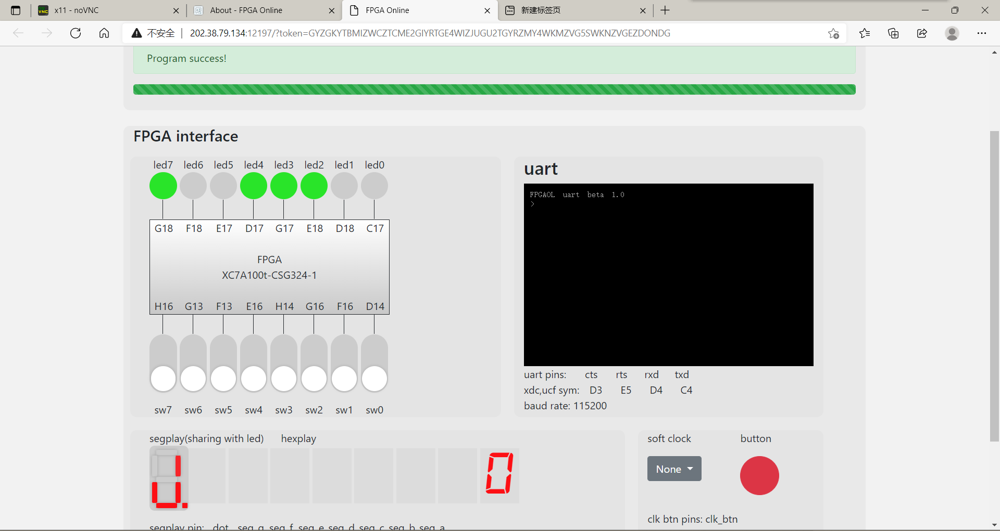 x11 - noVNC
About - FPGA Online
FPGA Online
新建标签页
不安全
202.38.79.134:12197/?token=GYZGKYTBMIZWCZTCME2GIYRTGE4WIZJUGU2TGYRZMY4WKMZVG5SWKNZVGEZDONDG
Program success!
FPGA interface
led7 led6 led5 led4 led3 led2 led1 led0
G18 F18 E17 D17 G17 E18 D18 C17
FPGA
XC7A100t-CSG324-1
H16 G13 F13 E16 H14 G16 F16 D14
sw7 sw6 sw5 sw4 sw3 sw2 sw1 sw0
uart
FPGAOL uart beta 1.0
>
uart pins: cts rts rxd txd
xdc,ucf sym: D3 E5 D4 C4
baud rate: 115200
segplay(sharing with led) hexplay
0
segplay pin: dot seg_g seg_f seg_e seg_d seg_c seg_b seg_a
soft clock button
None
clk btn pins: clk_btn